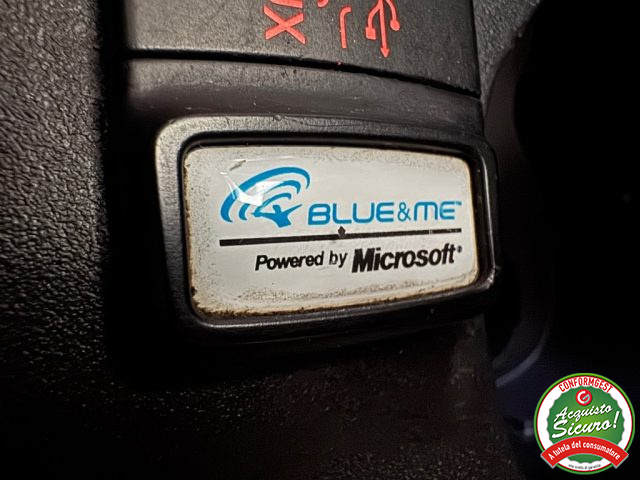 BLUE&ME™
Powered by Microsoft®
CONFORMGEST
Acquisto
Sicuro!
A tutela del consumatore